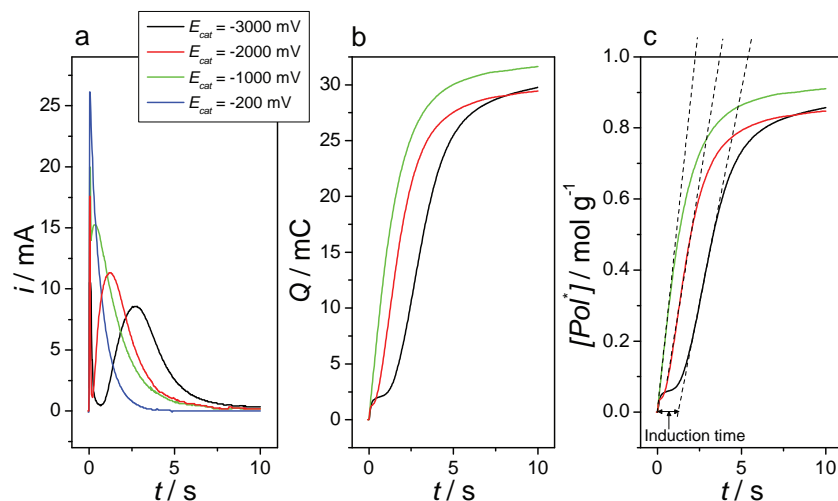 a
b
c
E_cat = -3000 mV
E_cat = -2000 mV
E_cat = -1000 mV
E_cat = -200 mV
i / mA
25
20
15
10
5
0
0 5 10
t / s
Q / mC
30
25
20
15
10
5
0
0 5 10
t / s
[Pol*] / mol g⁻¹
1.0
0.8
0.6
0.4
0.2
0.0
Induction time
0 5 10
t / s